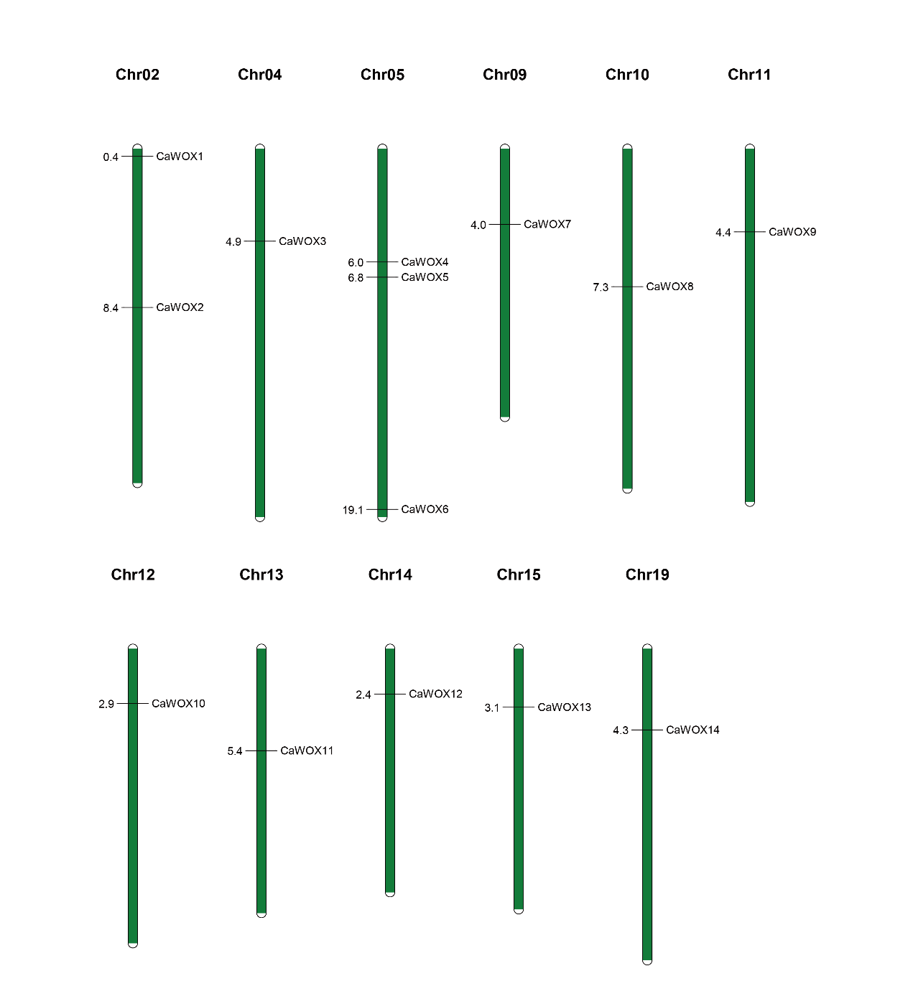 Chr02 Chr04 Chr05 Chr09 Chr10 Chr11
0.4 CaWOX1
4.0 CaWOX7
4.4 CaWOX9
4.9 CaWOX3
6.0 CaWOX4
6.8 CaWOX5
7.3 CaWOX8
8.4 CaWOX2
19.1 CaWOX6
Chr12 Chr13 Chr14 Chr15 Chr19
2.4 CaWOX12
2.9 CaWOX10
3.1 CaWOX13
4.3 CaWOX14
5.4 CaWOX11